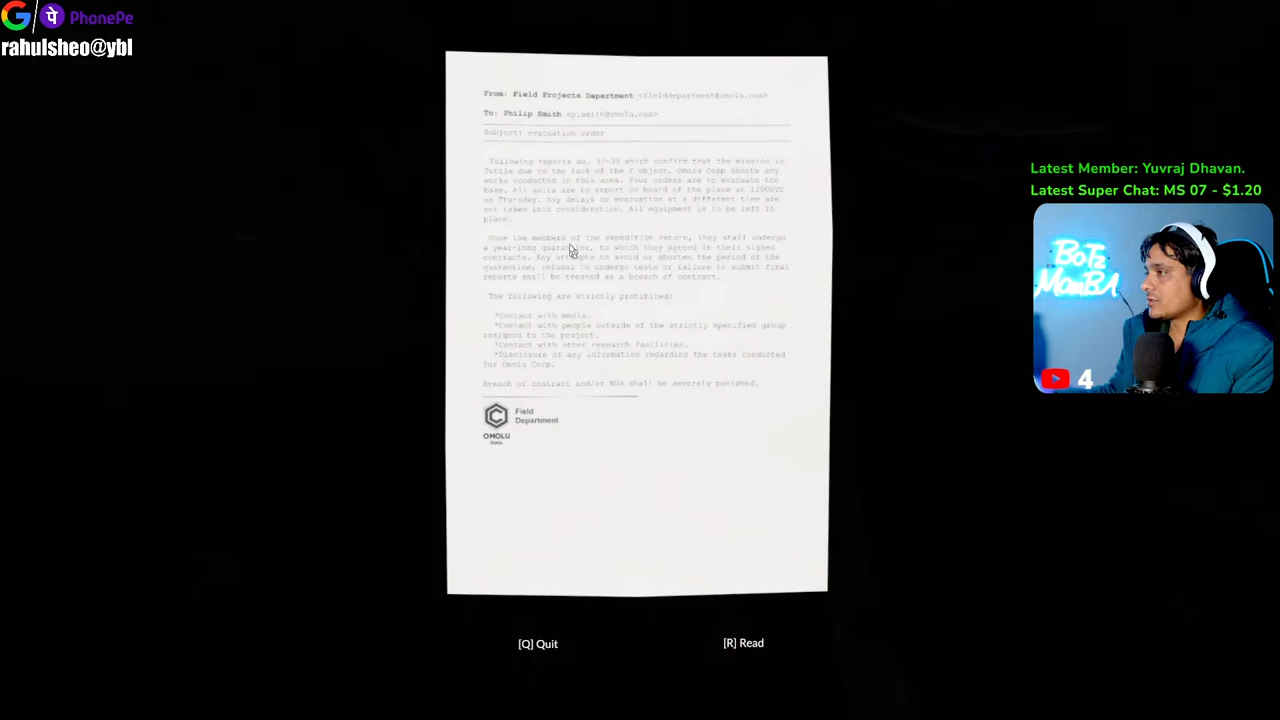 पे PhonePe
rahulsheo@ybl
From: Field Projects Department <fielddepartment@omolu.com>
To: Philip Smith <p.smith@omolu.com>
Subject: evacuation order
Following reports no. 37-39 which confirm that the mission is
futile due to the lack of the Y object, Omolu Corp aborts any
works conducted in this area. Your orders are to evacuate the
base. All units are to report on board of the plane at 1200UTC
on Thursday. Any delays or evacuation at a different time are
not taken into consideration. All equipment is to be left in
place.
Once the members of the expedition return, they shall undergo
a year-long quarantine, to which they agreed in their signed
contracts. Any attempts to avoid or shorten the period of the
quarantine, refusal to undergo tests or failure to submit final
reports shall be treated as a breach of contract.
The following are strictly prohibited:
*Contact with media.
*Contact with people outside of the strictly specified group
assigned to the project.
*Contact with other research facilities.
*Disclosure of any information regarding the tasks conducted
for Omolu Corp.
Breach of contract and/or NDA shall be severely punished.
Field
Department
OMOLU
Corp.
[Q] Quit
[R] Read
Latest Member: Yuvraj Dhavan.
Latest Super Chat: MS 07 - $1.20
BoTz
MamBA
4